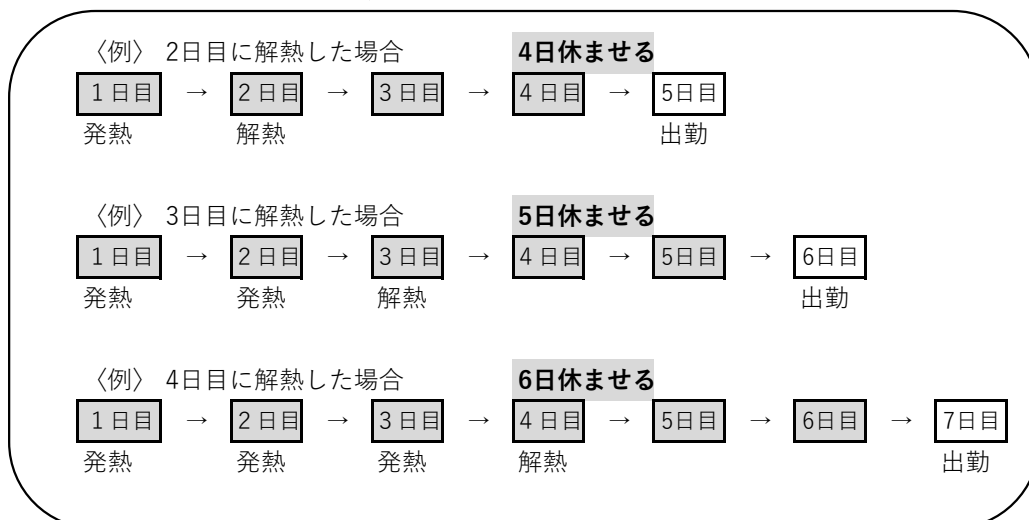 〈例〉 2日目に解熱した場合 4日休ませる
1日目 → 2日目 → 3日目 → 4日目 → 5日目
発熱 解熱 出勤
〈例〉 3日目に解熱した場合 5日休ませる
1日目 → 2日目 → 3日目 → 4日目 → 5日目 → 6日目
発熱 発熱 解熱 出勤
〈例〉 4日目に解熱した場合 6日休ませる
1日目 → 2日目 → 3日目 → 4日目 → 5日目 → 6日目 → 7日目
発熱 発熱 発熱 解熱 出勤